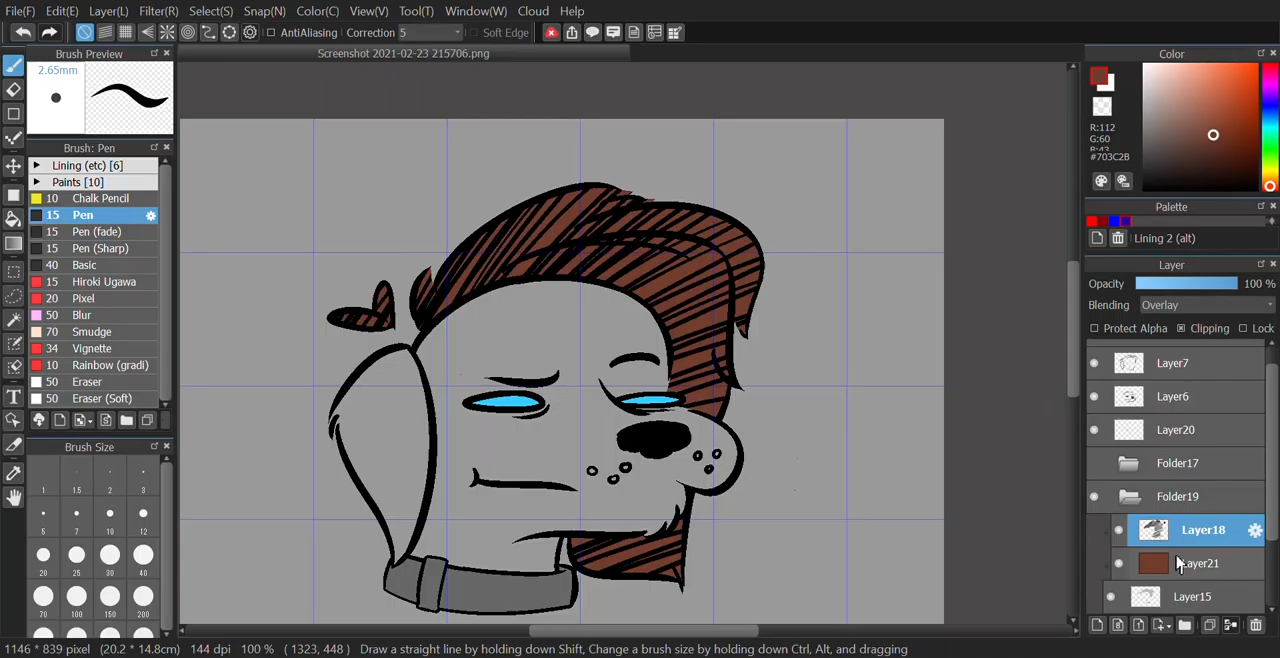 File(F) Edit(E) Layer(L) Filter(R) Select(S) Snap(N) Color(C) View(V) Tool(T) Window(W) Cloud Help
AntiAliasing Correction 5 Soft Edge
Brush Preview
Screenshot 2021-02-23 215706.png
2.65mm
Brush: Pen
Lining (etc) [6]
Paints [10]
10 Chalk Pencil
15 Pen
15 Pen (fade)
15 Pen (Sharp)
40 Basic
15 Hiroki Ugawa
20 Pixel
50 Blur
70 Smudge
34 Vignette
10 Rainbow (gradi)
50 Eraser
50 Eraser (Soft)
Brush Size
1 1.5 2 3
5 7 10 12
20 25 30 40
70 100 150 200
Color
R:112
G:60
B:43
#703C2B
Palette
Lining 2 (alt)
Layer
Opacity 100 %
Blending Overlay
Protect Alpha Clipping Lock
Layer7
Layer6
Layer20
Folder17
Folder19
Layer18
Layer21
Layer15
1146 * 839 pixel (20.2 * 14.8cm) 144 dpi 100 % ( 1323, 448 ) Draw a straight line by holding down Shift, Change a brush size by holding down Ctrl, Alt, and dragging